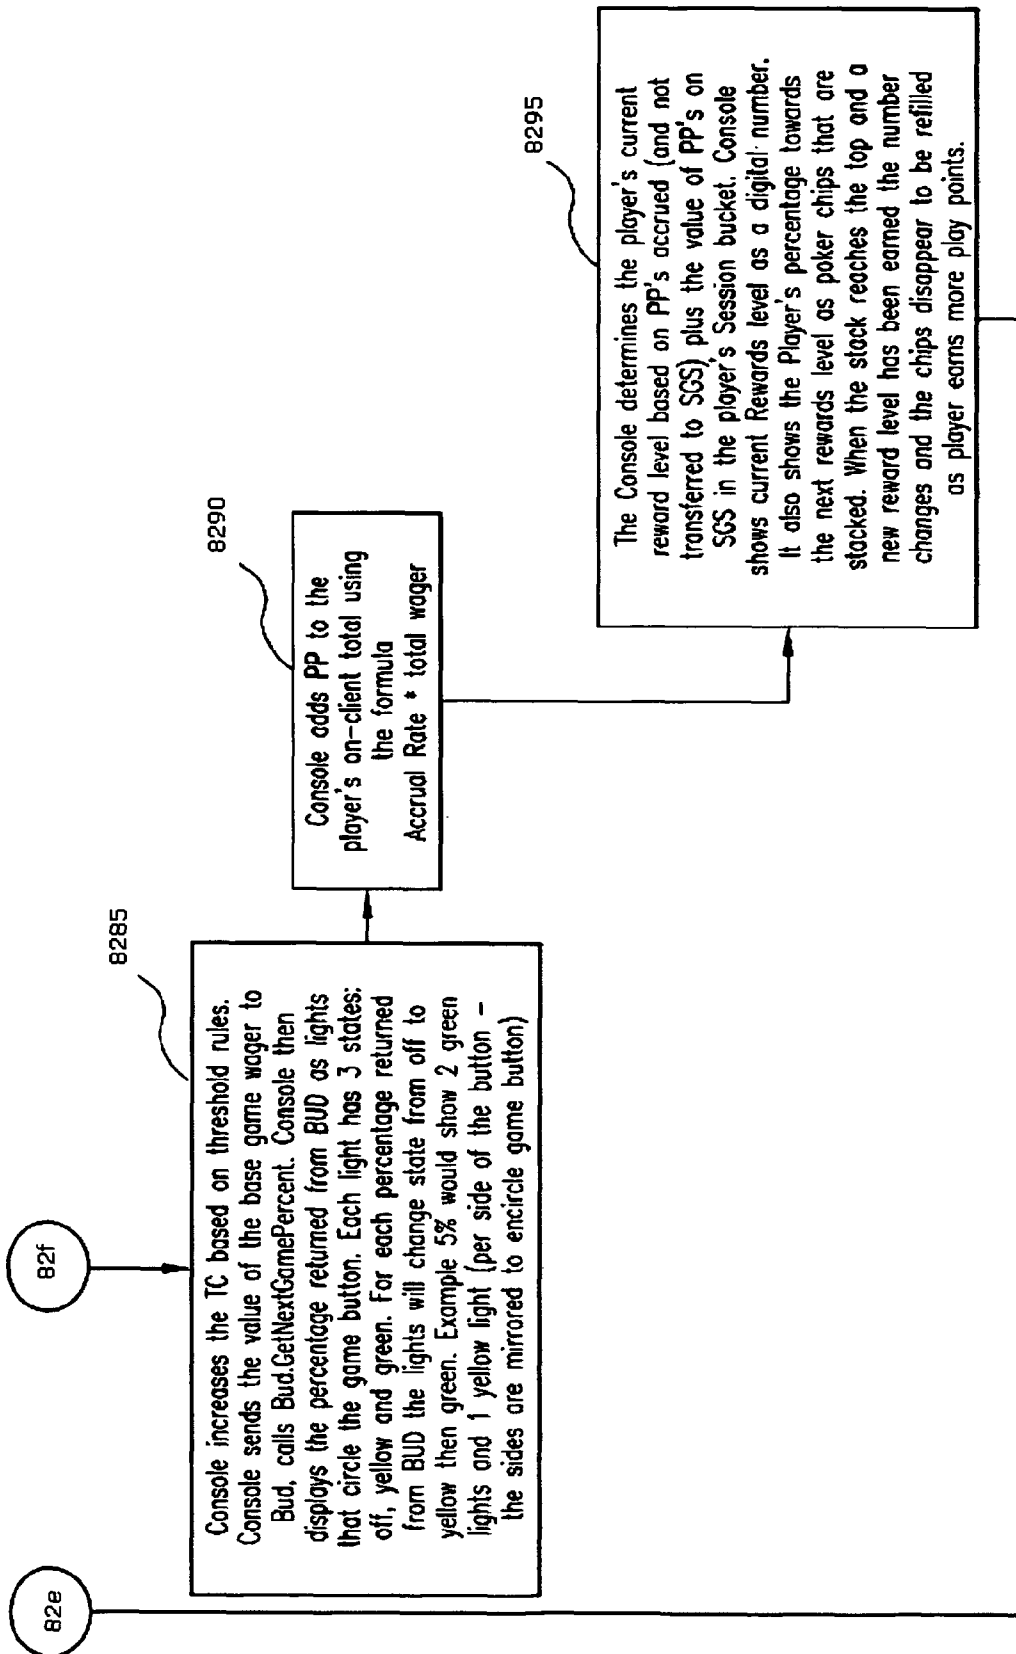 82e
82f
8285
Console increases the TC based on threshold rules.
Console sends the value of the base game wager to
Bud, calls Bud.GetNextGamePercent. Console then
displays the percentage returned from BUD as lights
that circle the game button. Each light has 3 states:
off, yellow and green. For each percentage returned
from BUD the lights will change state from off to
yellow then green. Example 5% would show 2 green
lights and 1 yellow light (per side of the button -
the sides are mirrored to encircle game button)
8290
Console adds PP to the
player's on-client total using
the formula
Accrual Rate * total wager
8295
The Console determines the player's current
reward level based on PP's accrued (and not
transferred to SGS) plus the value of PP's on
SGS in the player's Session bucket. Console
shows current Rewards level as a digital number.
It also shows the Player's percentage towards
the next rewards level as poker chips that are
stacked. When the stack reaches the top and a
new reward level has been earned the number
changes and the chips disappear to be refilled
as player earns more play points.